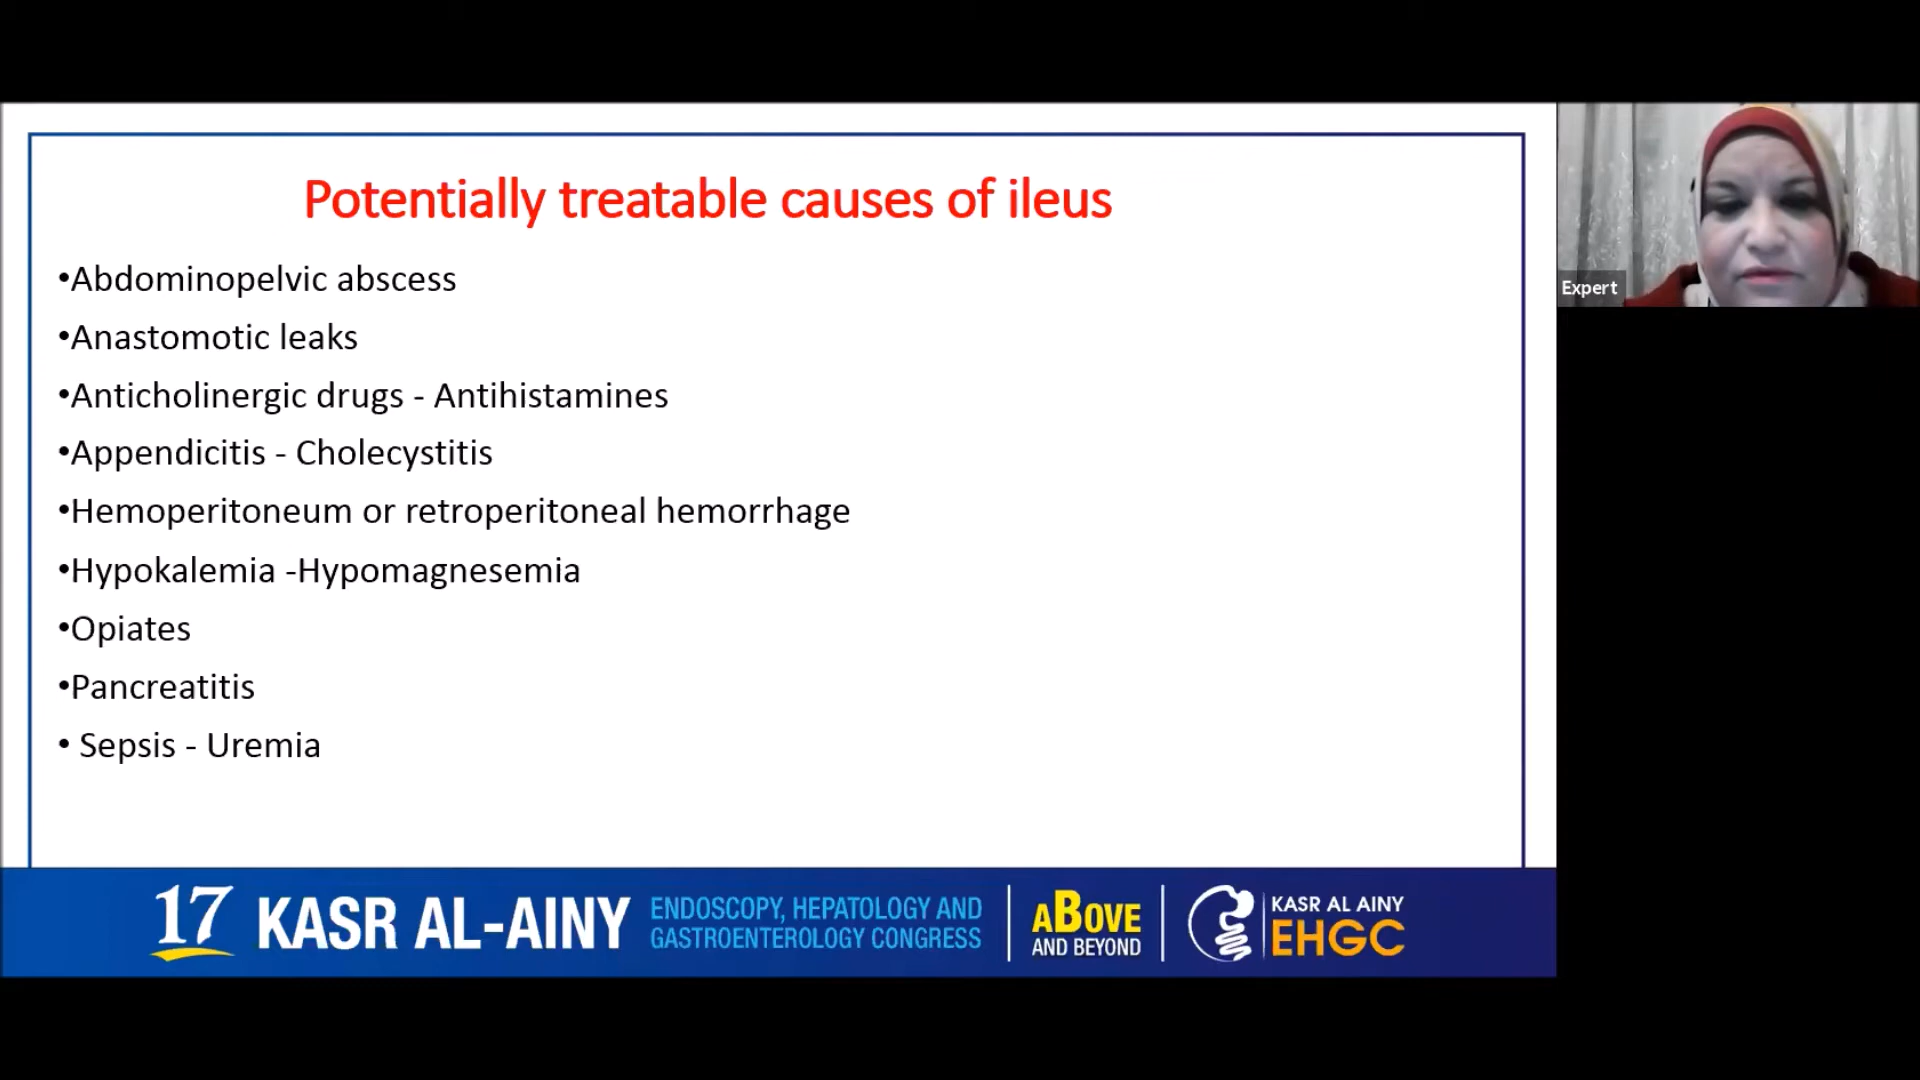 Potentially treatable causes of ileus
•Abdominopelvic abscess
•Anastomotic leaks
•Anticholinergic drugs - Antihistamines
•Appendicitis - Cholecystitis
•Hemoperitoneum or retroperitoneal hemorrhage
•Hypokalemia -Hypomagnesemia
•Opiates
•Pancreatitis
• Sepsis - Uremia
Expert
17 KASR AL-AINY
ENDOSCOPY, HEPATOLOGY AND
GASTROENTEROLOGY CONGRESS
ABOVE
AND BEYOND
KASR AL AINY
EHGC